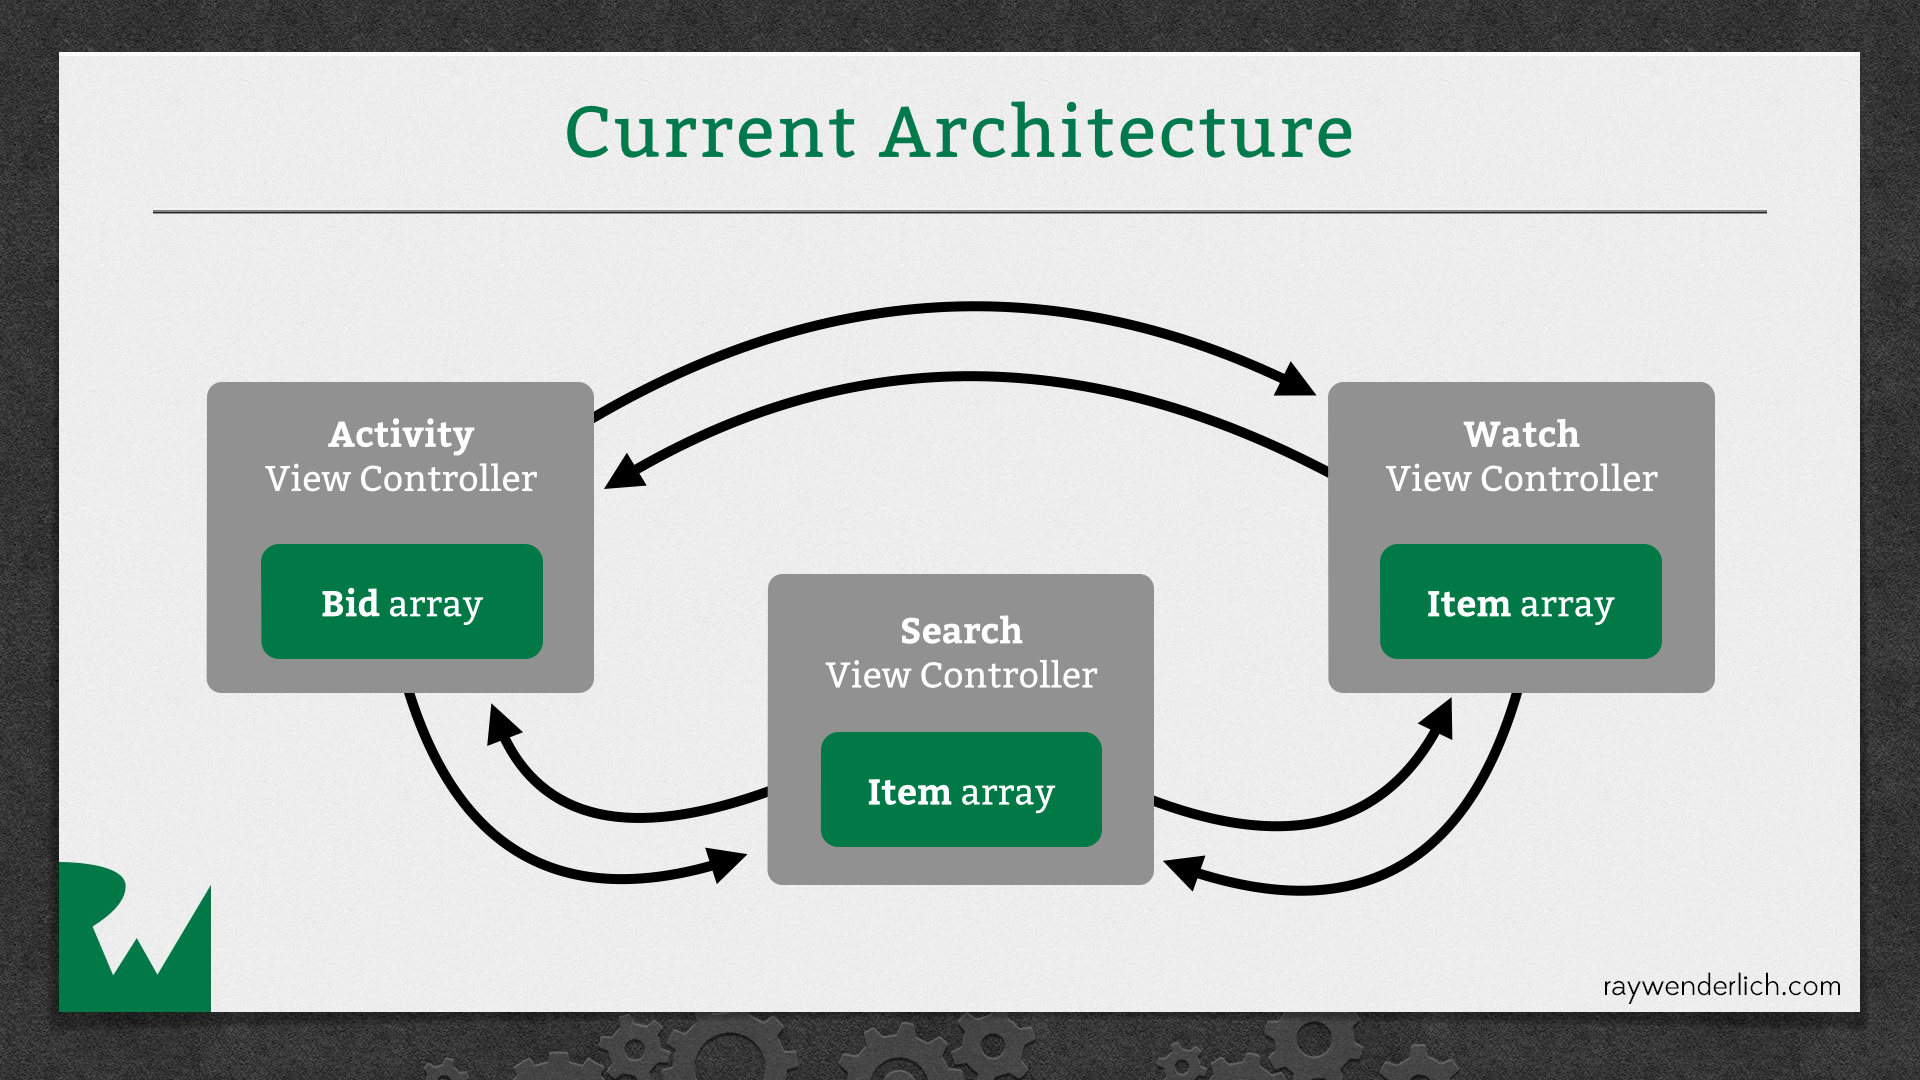 Current Architecture
Activity
View Controller
Bid array
Search
View Controller
Item array
Watch
View Controller
Item array
raywenderlich.com